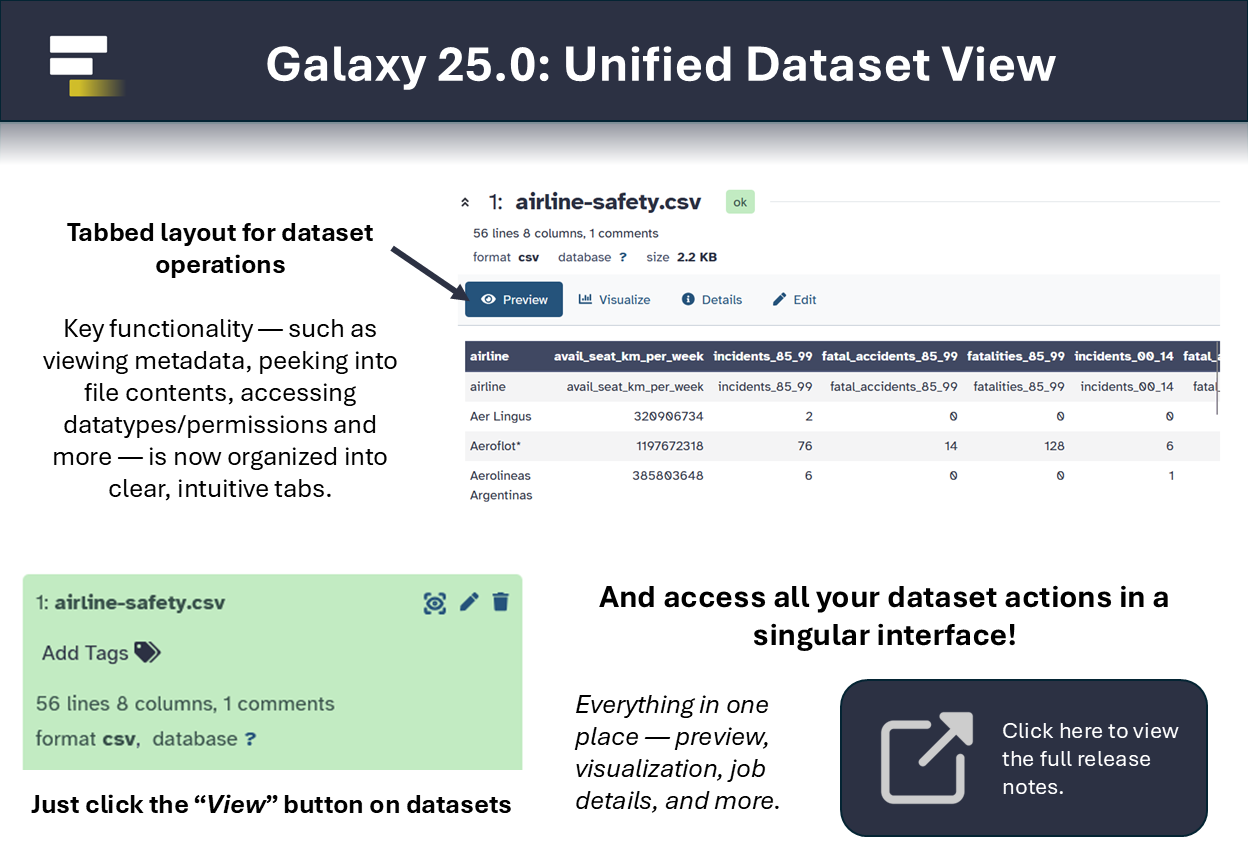 Galaxy 25.0: Unified Dataset View
Tabbed layout for dataset
operations
Key functionality — such as
viewing metadata, peeking into
file contents, accessing
datatypes/permissions and
more — is now organized into
clear, intuitive tabs.
1: airline-safety.csv ok
56 lines 8 columns, 1 comments
format csv database ? size 2.2 KB
Preview Visualize Details Edit
airline avail_seat_km_per_week incidents_85_99 fatal_accidents_85_99 fatalities_85_99 incidents_00_14 fatal_a
airline avail_seat_km_per_week incidents_85_99 fatal_accidents_85_99 fatalities_85_99 incidents_00_14 fatal_
Aer Lingus 320906734 2 0 0 0
Aeroflot* 1197672318 76 14 128 6
Aerolineas 385803648 6 0 0 1
Argentinas
1: airline-safety.csv
Add Tags
56 lines 8 columns, 1 comments
format csv, database ?
Just click the “View” button on datasets
And access all your dataset actions in a
singular interface!
Everything in one
place — preview,
visualization, job
details, and more.
Click here to view
the full release
notes.